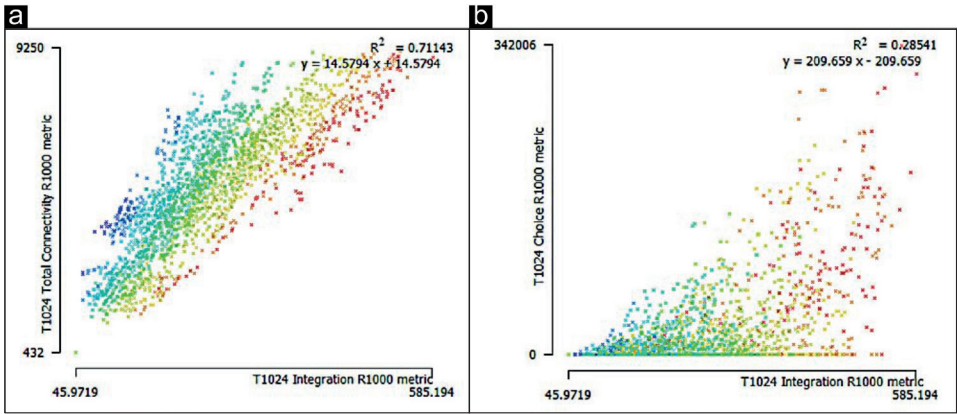 a
9250
R² = 0.71143
y = 14.5794 x + 14.5794
T1024 Total Connectivity R1000 metric
432
T1024 Integration R1000 metric
45.9719
585.194
b
342006
R² = 0.28541
y = 209.659 x - 209.659
T1024 Choice R1000 metric
0
T1024 Integration R1000 metric
45.9719
585.194